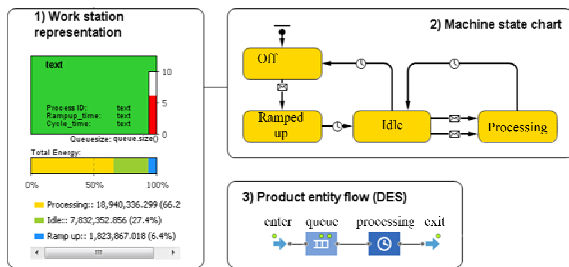 1) Work station
representation
text
10
5
0
Process ID: text
Rampup_time: text
Cycle_time: text
Queuesize: queue.size()
Total Energy:
0% 50% 100%
Processing:: 18,940,336.299 (66.2
Idle:: 7,832,352.856 (27.4%)
Ramp up:: 1,823,867.018 (6.4%)
2) Machine state chart
Off
Ramped
up
Idle
Processing
3) Product entity flow (DES)
enter queue processing exit